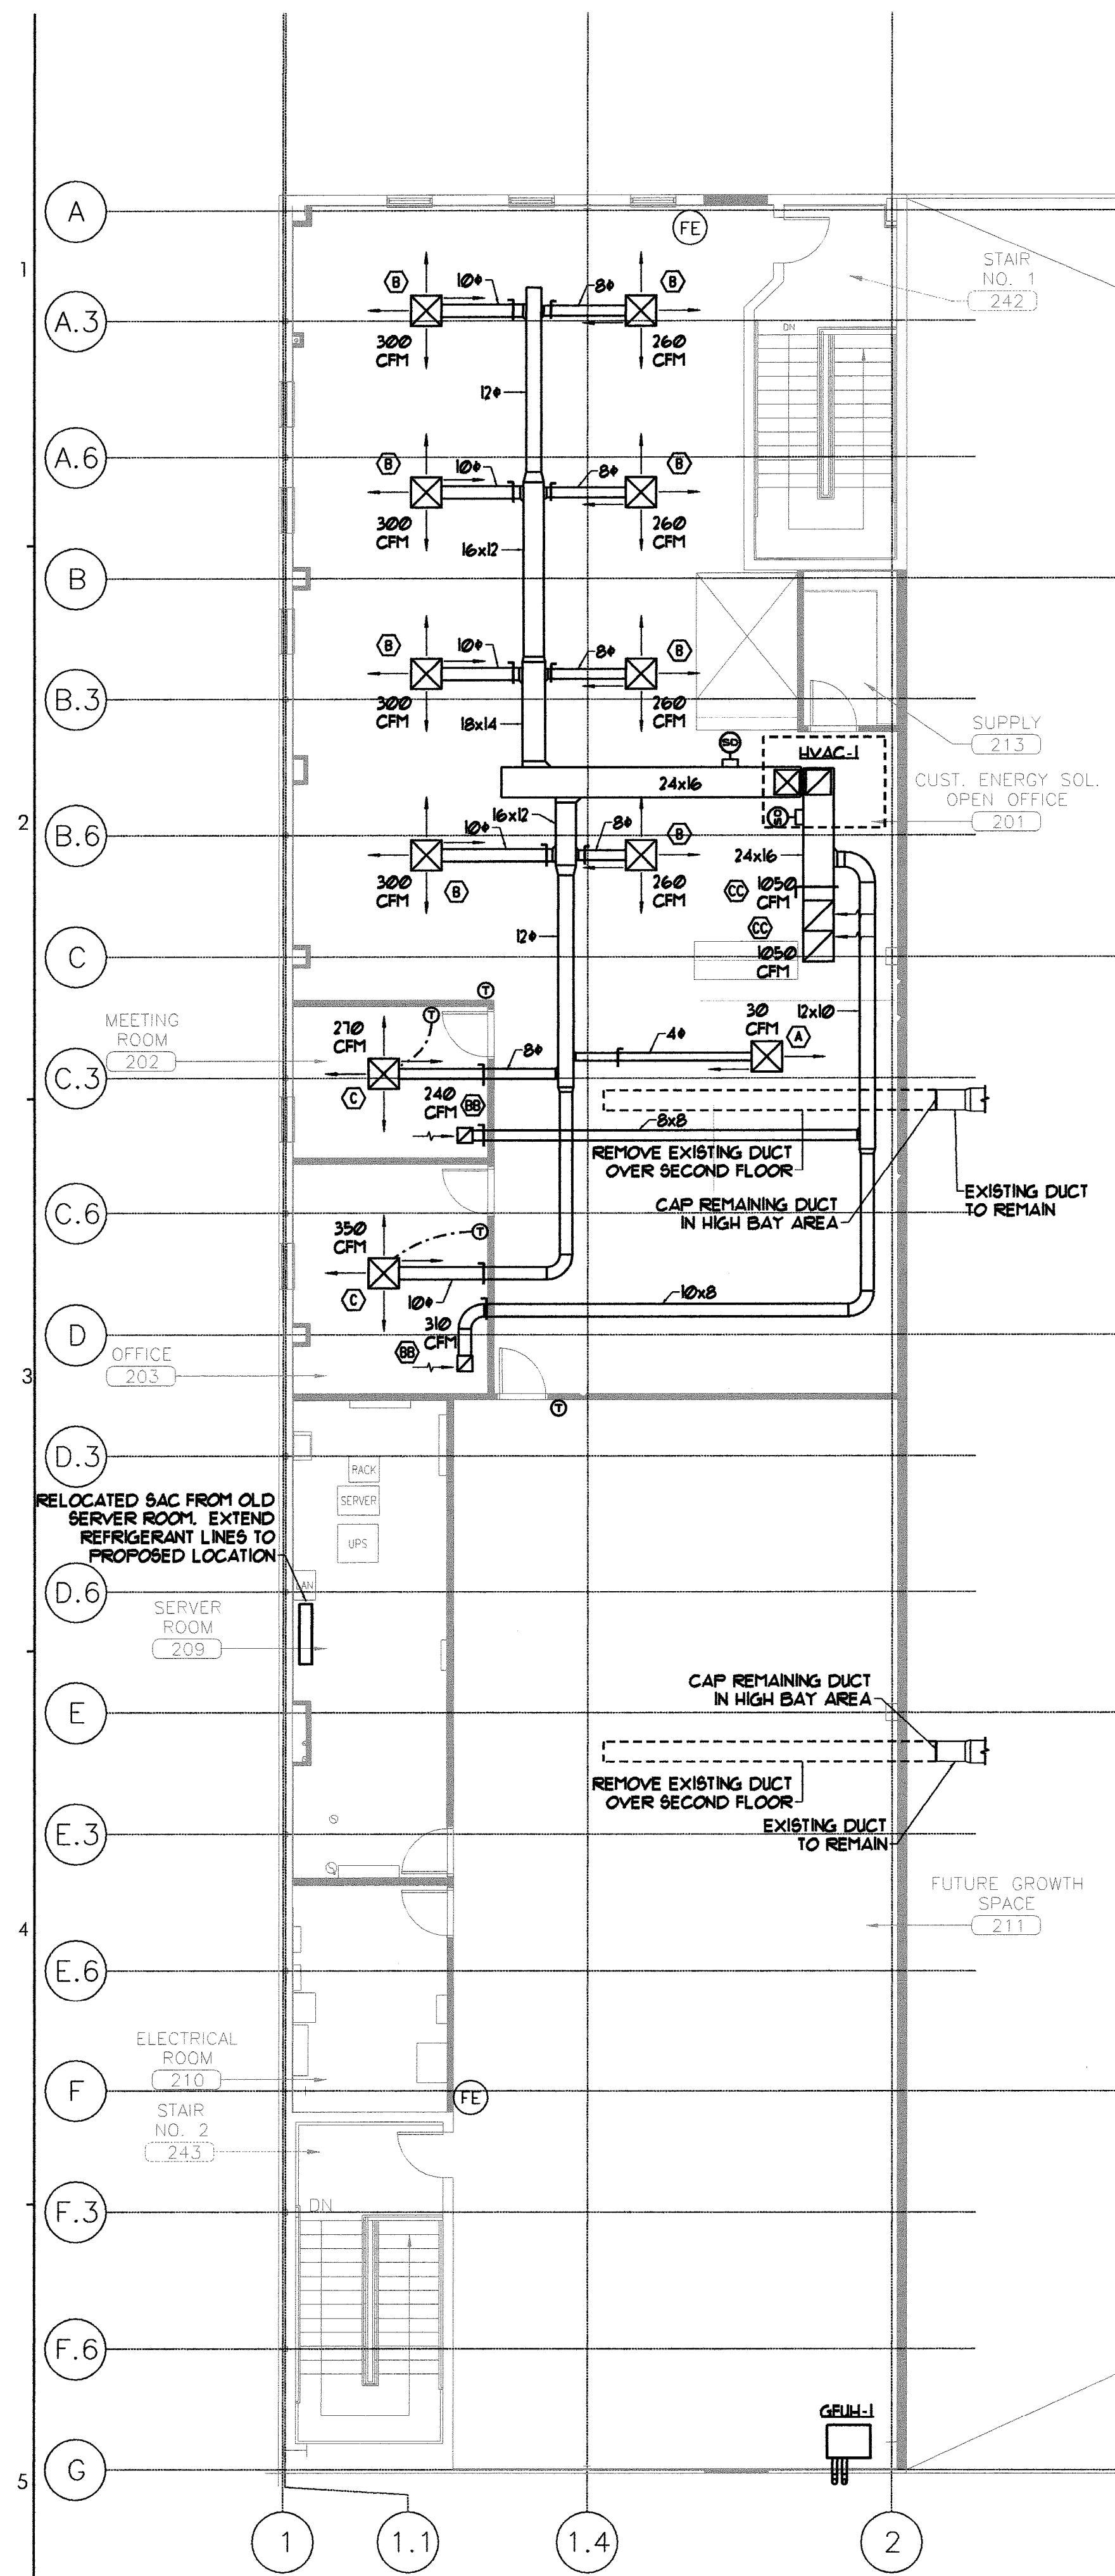 A
FE
1
STAIR
NO. 1
242
B
10ϕ
8ϕ
B
A.3
300
CFM
260
CFM
DN
12ϕ
A.6
B
10ϕ
8ϕ
B
300
CFM
260
CFM
16x12
B
B
10ϕ
8ϕ
B
B.3
300
CFM
260
CFM
18x14
SUPPLY
213
SD
HVAC-1
24x16
CUST. ENERGY SOL.
OPEN OFFICE
201
2
B.6
16x12
10ϕ
8ϕ
B
SD
24x16
300
CFM
B
260
CFM
CC
1050
CFM
CC
12ϕ
C
1050
CFM
T
MEETING
ROOM
202
270
CFM
T
30
CFM
12x10
A
4ϕ
C.3
8ϕ
C
240
CFM
BB
8x8
REMOVE EXISTING DUCT
OVER SECOND FLOOR
CAP REMAINING DUCT
IN HIGH BAY AREA
EXISTING DUCT
TO REMAIN
C.6
350
CFM
T
C
10ϕ
10x8
D
310
CFM
BB
OFFICE
203
3
T
D.3
RACK
SERVER
UPS
RELOCATED SAC FROM OLD
SERVER ROOM. EXTEND
REFRIGERANT LINES TO
PROPOSED LOCATION
D.6
LAN
SERVER
ROOM
209
CAP REMAINING DUCT
IN HIGH BAY AREA
E
REMOVE EXISTING DUCT
OVER SECOND FLOOR
EXISTING DUCT
TO REMAIN
E.3
FUTURE GROWTH
SPACE
211
4
E.6
ELECTRICAL
ROOM
210
F
FE
STAIR
NO. 2
243
F.3
DN
F.6
GFUH-1
G
5
1
1.1
1.4
2